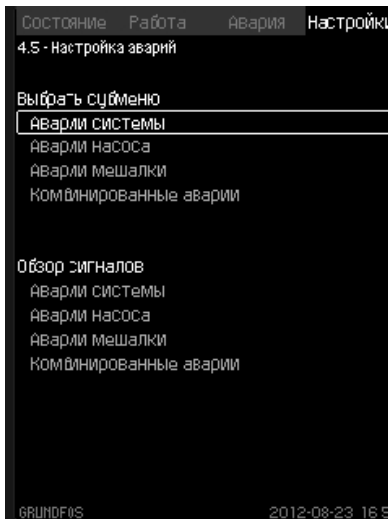 Состояние Работа Авария Настройки
4.5 - Настройка аварий
Выбрать субменю
Аварии системы
Аварии насоса
Аварии мешалки
Комбинированные аварии
Обзор сигналов
Аварии системы
Аварии насоса
Аварии мешалки
Комбинированные аварии
GRUNDFOS 2012-08-23